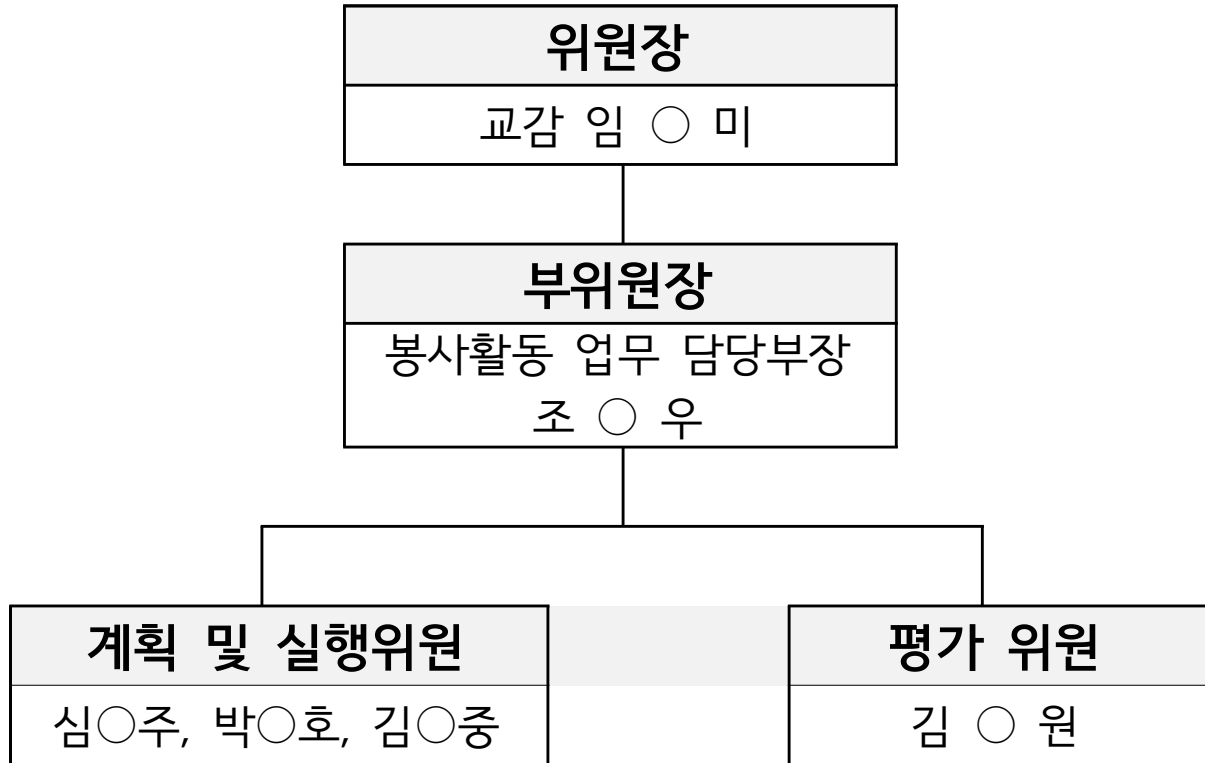 위원장
교감 임 ○ 미
부위원장
봉사활동 업무 담당부장
조 ○ 우
계획 및 실행위원
심○주, 박○호, 김○중
평가 위원
김 ○ 원